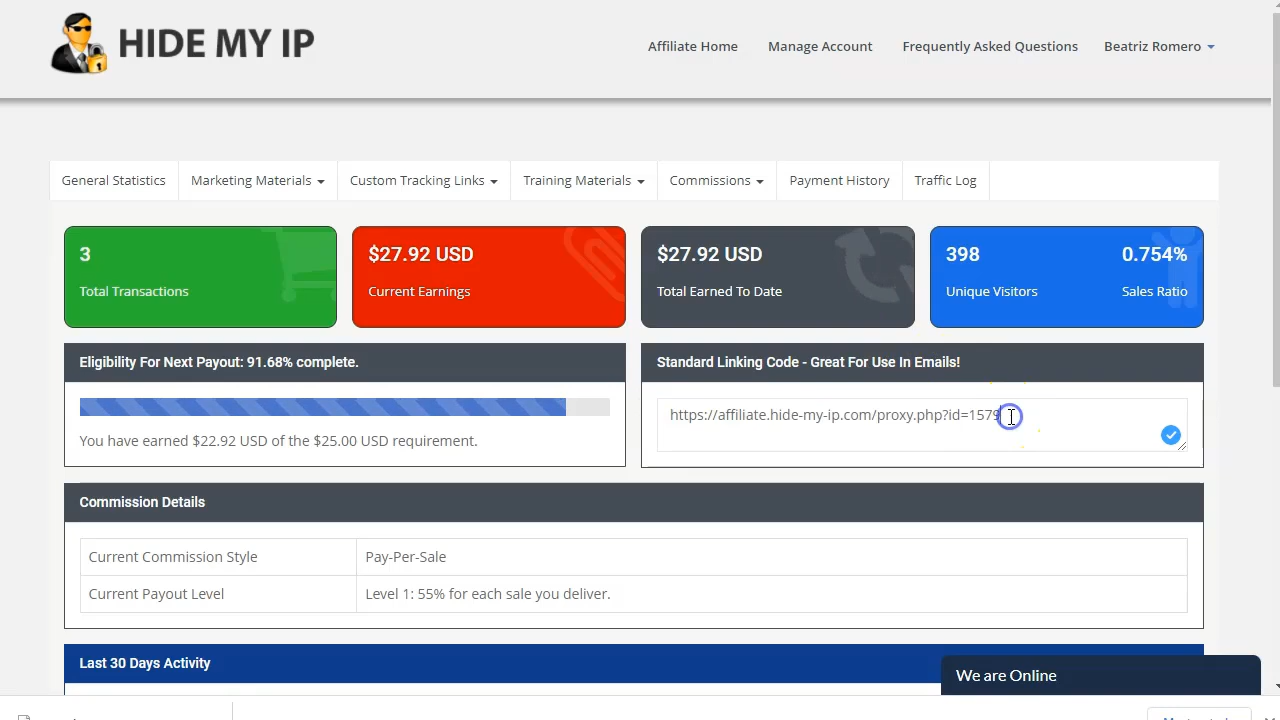 HIDE MY IP
Affiliate Home Manage Account Frequently Asked Questions Beatriz Romero
General Statistics Marketing Materials Custom Tracking Links Training Materials Commissions Payment History Traffic Log
3
Total Transactions
$27.92 USD
Current Earnings
$27.92 USD
Total Earned To Date
398 0.754%
Unique Visitors Sales Ratio
Eligibility For Next Payout: 91.68% complete.
You have earned $22.92 USD of the $25.00 USD requirement.
Standard Linking Code - Great For Use In Emails!
https://affiliate.hide-my-ip.com/proxy.php?id=1579
Commission Details
Current Commission Style Pay-Per-Sale
Current Payout Level Level 1: 55% for each sale you deliver.
Last 30 Days Activity
We are Online